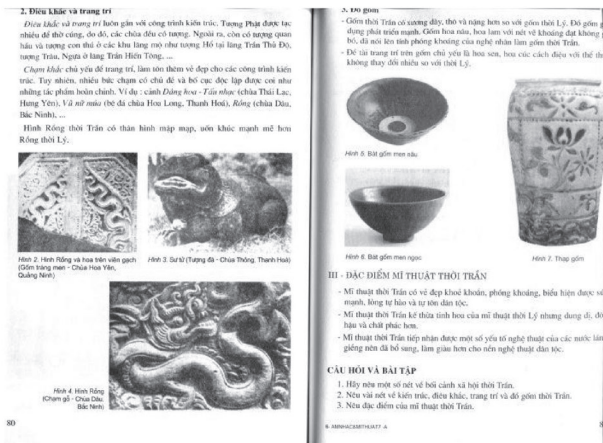 2. Điêu khắc và trang trí
Điêu khắc và trang trí luôn gắn với công trình kiến trúc. Tượng Phật được tạc
nhiều để thờ cúng, do đó, các chùa đều có tượng. Ngoài ra, còn có tượng quan
hầu và tượng con thú ở các khu lăng mộ như tượng Hổ tại lăng Trần Thủ Độ,
tượng Trâu, Ngựa ở lăng Trần Hiến Tông, ...
Chạm khắc chủ yếu để trang trí, làm tôn thêm vẻ đẹp cho các công trình kiến
trúc. Tuy nhiên, nhiều bức chạm có chủ đề và bố cục độc lập được coi như
những tác phẩm hoàn chỉnh. Ví dụ : cảnh Dâng hoa - Tấu nhạc (chùa Thái Lạc,
Hưng Yên), Vũ nữ múa (bệ đá chùa Hoa Long, Thanh Hoá), Rồng (chùa Dâu,
Bắc Ninh), ...
Hình Rồng thời Trần có thân hình mập mạp, uốn khúc mạnh mẽ hơn
Rồng thời Lý.
Hình 2. Hình Rồng và hoa trên viên gạch
(Gốm tráng men - Chùa Hoa Yên,
Quảng Ninh)
Hình 3. Sư tử (Tượng đá - Chùa Thông, Thanh Hoá)
Hình 4. Hình Rồng
(Chạm gỗ - Chùa Dâu,
Bắc Ninh)
80
3. Đồ gốm
- Gốm thời Trần có xương dày, thô và nặng hơn so với gốm thời Lý. Đồ gốm
phát triển mạnh. Gốm hoa nâu, hoa lam với nét vẽ khoáng đạt không
bó, đã nói lên tính phóng khoáng của nghệ nhân làm gốm thời Trần.
- Đề tài trang trí trên gốm chủ yếu là hoa sen, hoa cúc cách điệu với thể
không thay đổi nhiều so với thời Lý.
Hình 5. Bát gốm men nâu
Hình 6. Bát gốm men ngọc
Hình 7. Thạp gốm
III - ĐẶC ĐIỂM MĨ THUẬT THỜI TRẦN
- Mĩ thuật thời Trần có vẻ đẹp khoẻ khoắn, phóng khoáng, biểu hiện được
mạnh, lòng tự hào và tự tôn dân tộc.
- Mĩ thuật thời Trần kế thừa tinh hoa của mĩ thuật thời Lý nhưng dung dị,
hậu và chất phác hơn.
- Mĩ thuật thời Trần tiếp nhận được một số yếu tố nghệ thuật của các nước
giềng nên đã bổ sung, làm giàu hơn cho nền nghệ thuật dân tộc.
CÂU HỎI VÀ BÀI TẬP
1. Hãy nêu một số nét về bối cảnh xã hội thời Trần.
2. Nêu vài nét về kiến trúc, điêu khắc, trang trí và đồ gốm thời Trần.
3. Nêu đặc điểm của mĩ thuật thời Trần.